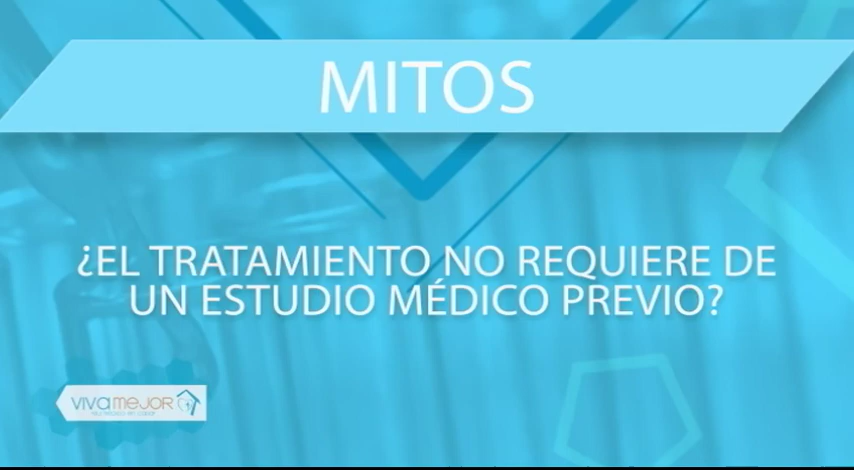 MITOS
¿EL TRATAMIENTO NO REQUIERE DE
UN ESTUDIO MÉDICO PREVIO?
VIVAMEJOR